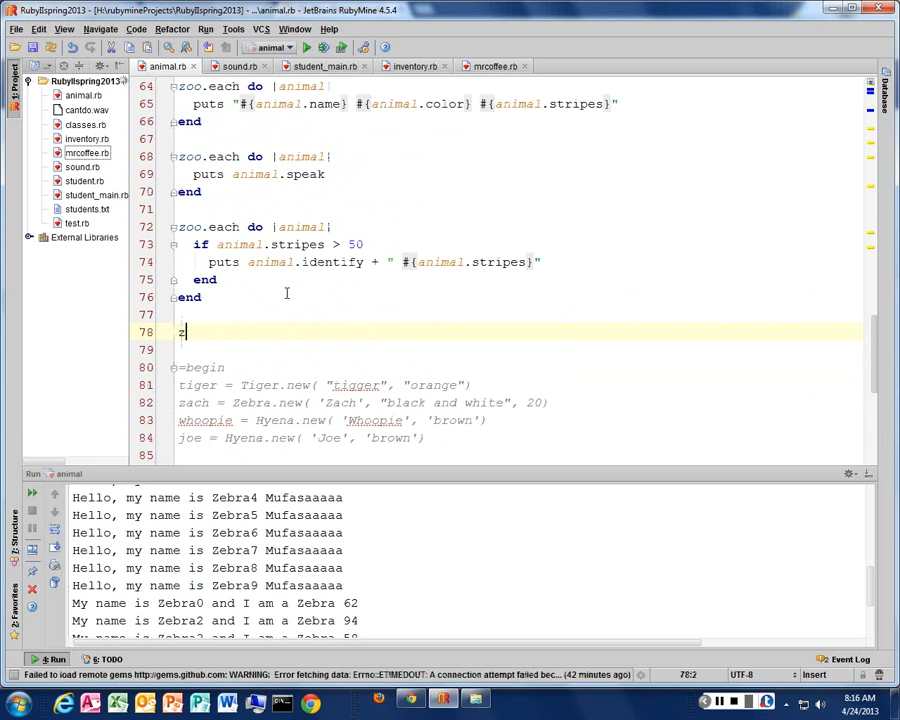 RubyIIspring2013 - [H:\rubymineProjects\RubyIIspring2013] - ...\animal.rb - JetBrains RubyMine 4.5.4
File Edit View Navigate Code Refactor Run Tools VCS Window Help
animal
1: Project
RubyIIspring2013
animal.rb
cantdo.wav
classes.rb
inventory.rb
mrcoffee.rb
sound.rb
student.rb
student_main.rb
students.txt
test.rb
External Libraries
animal.rb sound.rb student_main.rb inventory.rb mrcoffee.rb
64 zoo.each do |animal|
65 puts "#{animal.name} #{animal.color} #{animal.stripes}"
66 end
67
68 zoo.each do |animal|
69 puts animal.speak
70 end
71
72 zoo.each do |animal|
73 if animal.stripes > 50
74 puts animal.identify + " #{animal.stripes}"
75 end
76 end
77
78 z
79
80 =begin
81 tiger = Tiger.new( "tigger", "orange")
82 zach = Zebra.new( 'Zach', "black and white", 20)
83 whoopie = Hyena.new( 'Whoopie', 'brown')
84 joe = Hyena.new( 'Joe', 'brown')
85
Database
Run animal
Hello, my name is Zebra4 Mufasaaaaa
Hello, my name is Zebra5 Mufasaaaaa
Hello, my name is Zebra6 Mufasaaaaa
Hello, my name is Zebra7 Mufasaaaaa
Hello, my name is Zebra8 Mufasaaaaa
Hello, my name is Zebra9 Mufasaaaaa
My name is Zebra0 and I am a Zebra 62
My name is Zebra2 and I am a Zebra 94
My name is Zebra3 and I am a Zebra 58
7: Structure
2: Favorites
4: Run 6: TODO 2 Event Log
Failed to load remote gems http://gems.github.com: WARNING: Error fetching data: Errno::ETIMEDOUT: A connection attempt failed bec... (42 minutes ago) 78:2 UTF-8 Insert
8:16 AM
4/24/2013